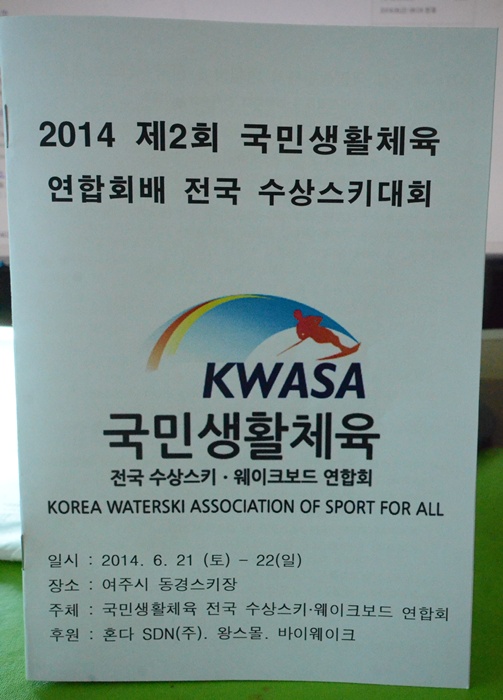 2014 제2회 국민생활체육
연합회배 전국 수상스키대회
KWASA
국민생활체육
전국 수상스키 · 웨이크보드 연합회
KOREA WATERSKI ASSOCIATION OF SPORT FOR ALL
일시 : 2014. 6. 21 (토) - 22(일)
장소 : 여주시 동경스키장
주체 : 국민생활체육 전국 수상스키·웨이크보드 연합회
후원 : 혼다 SDN(주). 왕스몰. 바이웨이크